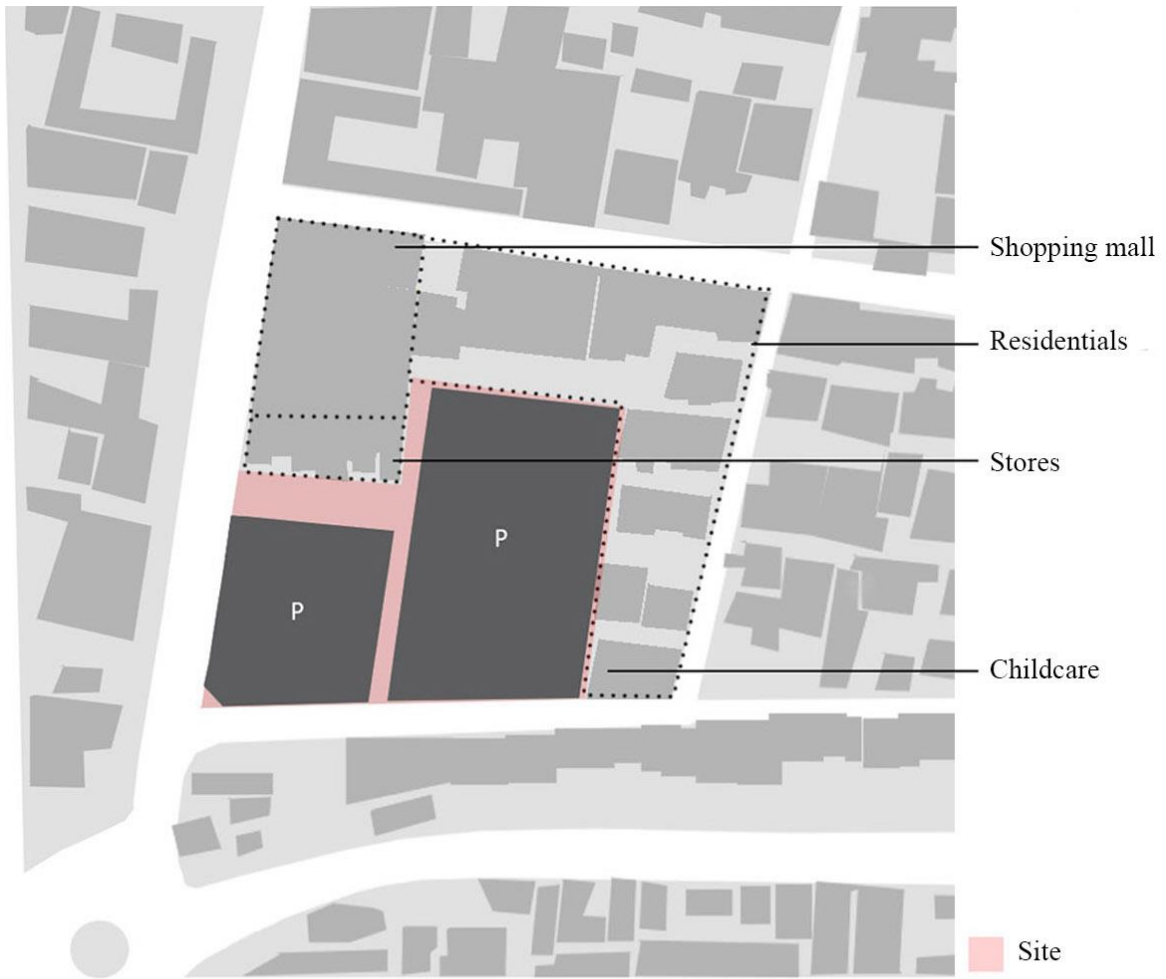 Shopping mall
Residentials
Stores
P
P
Childcare
Site